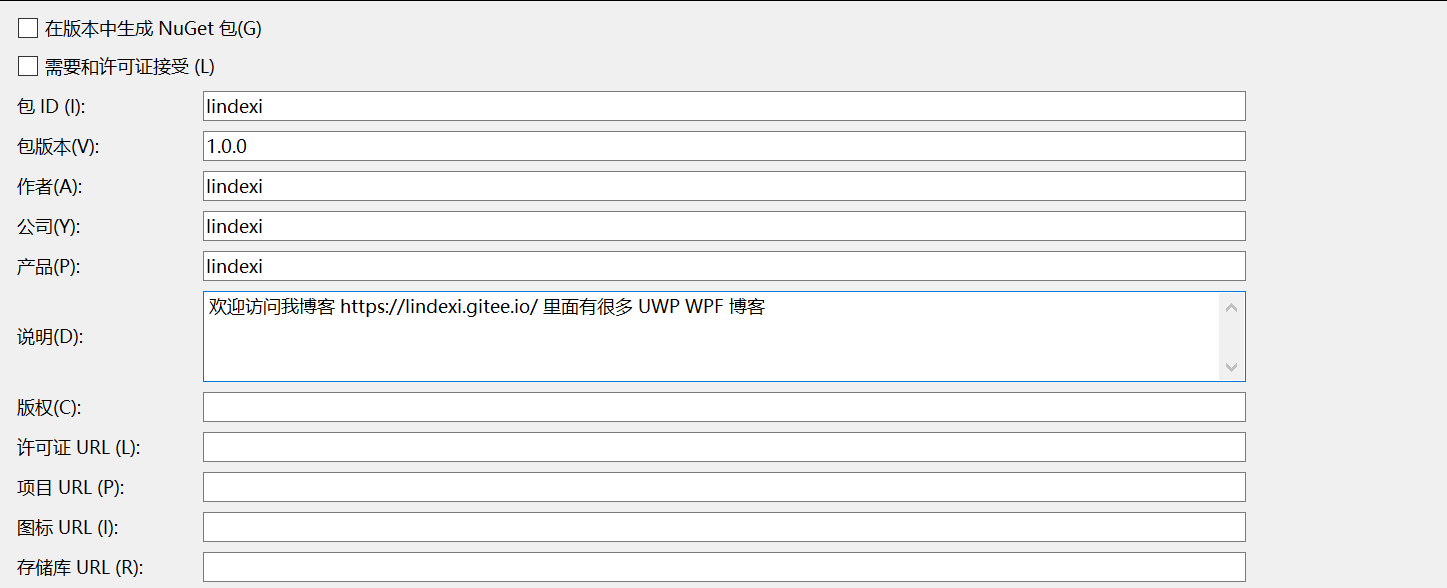 在版本中生成 NuGet 包(G)
需要和许可证接受 (L)
包 ID (I): lindexi
包版本(V): 1.0.0
作者(A): lindexi
公司(Y): lindexi
产品(P): lindexi
说明(D): 欢迎访问我博客 https://lindexi.gitee.io/ 里面有很多 UWP WPF 博客
版权(C):
许可证 URL (L):
项目 URL (P):
图标 URL (I):
存储库 URL (R):